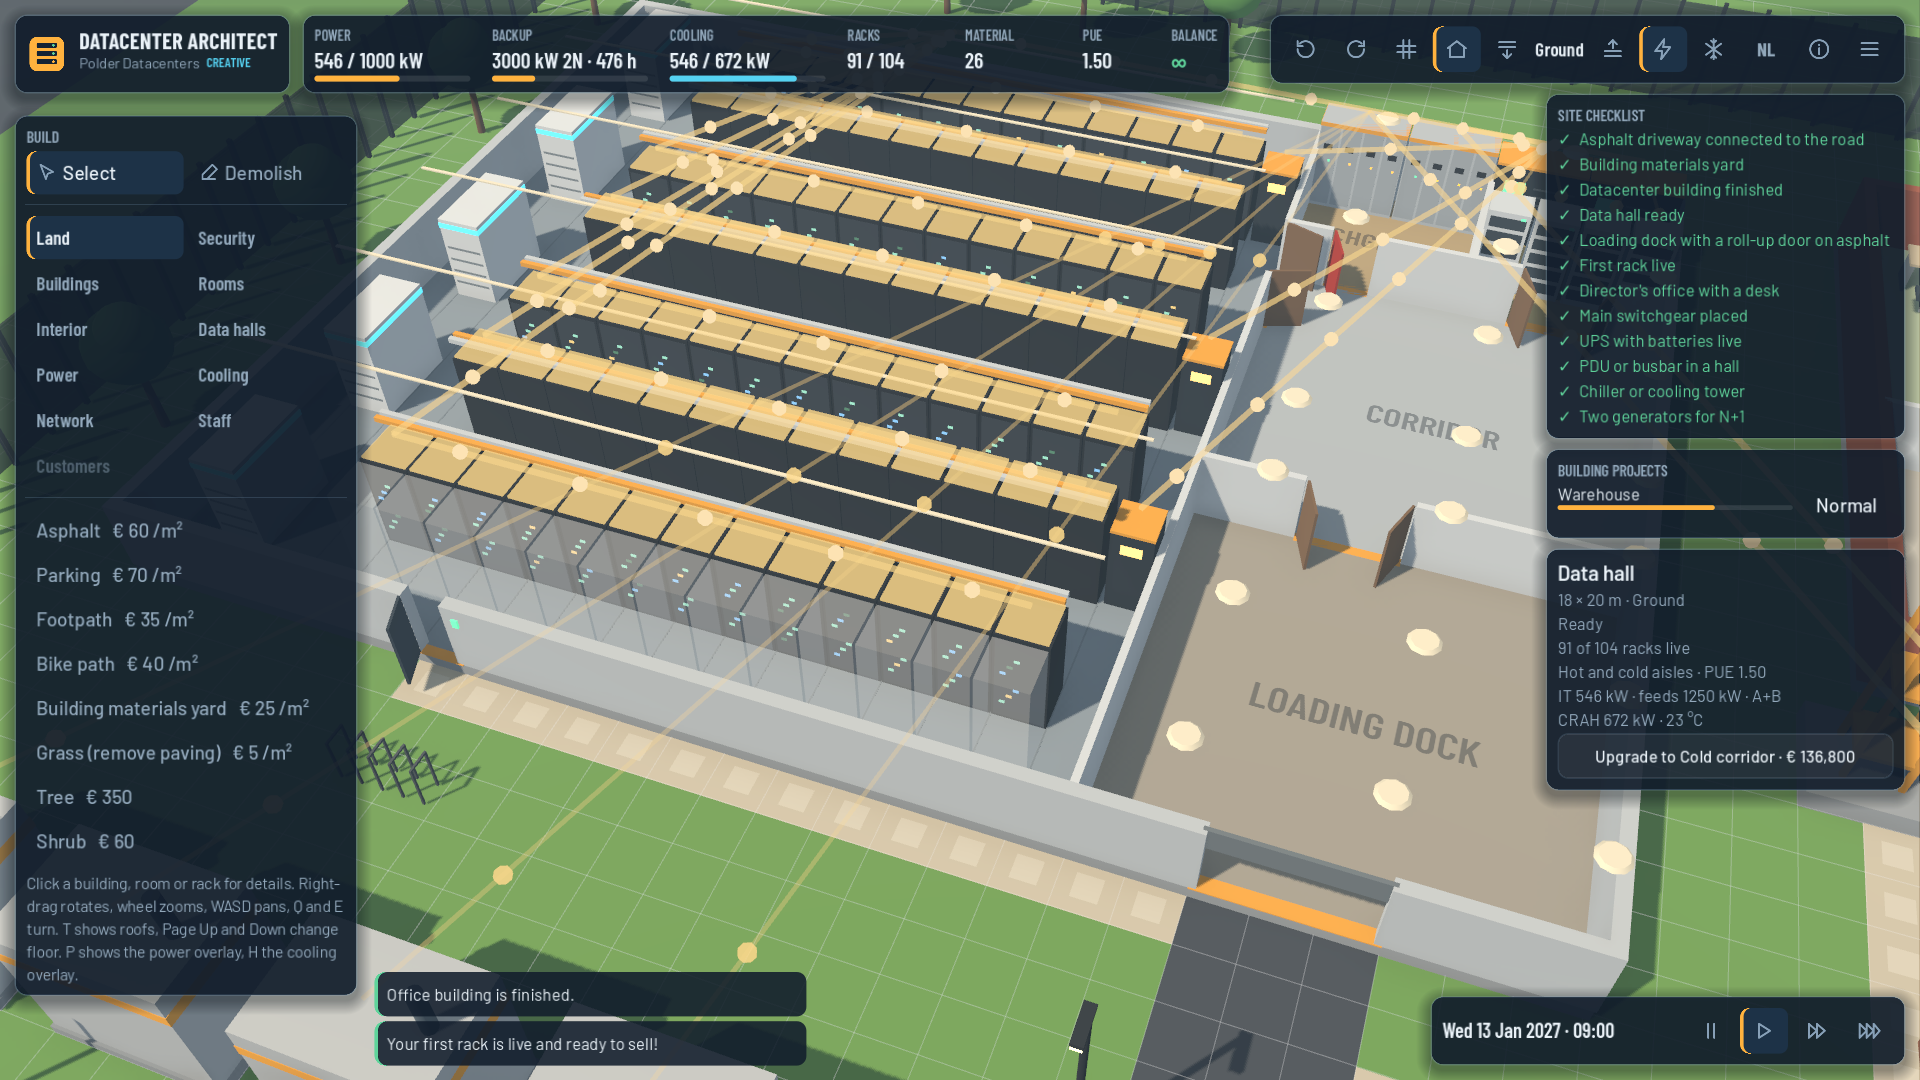 DATACENTER ARCHITECT
Polder Datacenters CREATIVE
POWER
546 / 1000 kW
BACKUP
3000 kW 2N · 476 h
COOLING
546 / 672 kW
RACKS
91 / 104
MATERIAL
26
PUE
1.50
BALANCE
∞
Ground
NL
BUILD
Select
Demolish
Land
Security
Buildings
Rooms
Interior
Data halls
Power
Cooling
Network
Staff
Customers
Asphalt € 60 /m²
Parking € 70 /m²
Footpath € 35 /m²
Bike path € 40 /m²
Building materials yard € 25 /m²
Grass (remove paving) € 5 /m²
Tree € 350
Shrub € 60
Click a building, room or rack for details. Right-
drag rotates, wheel zooms, WASD pans, Q and E
turn. T shows roofs, Page Up and Down change
floor. P shows the power overlay, H the cooling
overlay.
CORRIDOR
LOADING DOCK
SITE CHECKLIST
✓ Asphalt driveway connected to the road
✓ Building materials yard
✓ Datacenter building finished
✓ Data hall ready
✓ Loading dock with a roll-up door on asphalt
✓ First rack live
✓ Director's office with a desk
✓ Main switchgear placed
✓ UPS with batteries live
✓ PDU or busbar in a hall
✓ Chiller or cooling tower
✓ Two generators for N+1
BUILDING PROJECTS
Warehouse
Normal
Data hall
18 × 20 m · Ground
Ready
91 of 104 racks live
Hot and cold aisles · PUE 1.50
IT 546 kW · feeds 1250 kW · A+B
CRAH 672 kW · 23 °C
Upgrade to Cold corridor · € 136,800
Office building is finished.
Your first rack is live and ready to sell!
Wed 13 Jan 2027 · 09:00